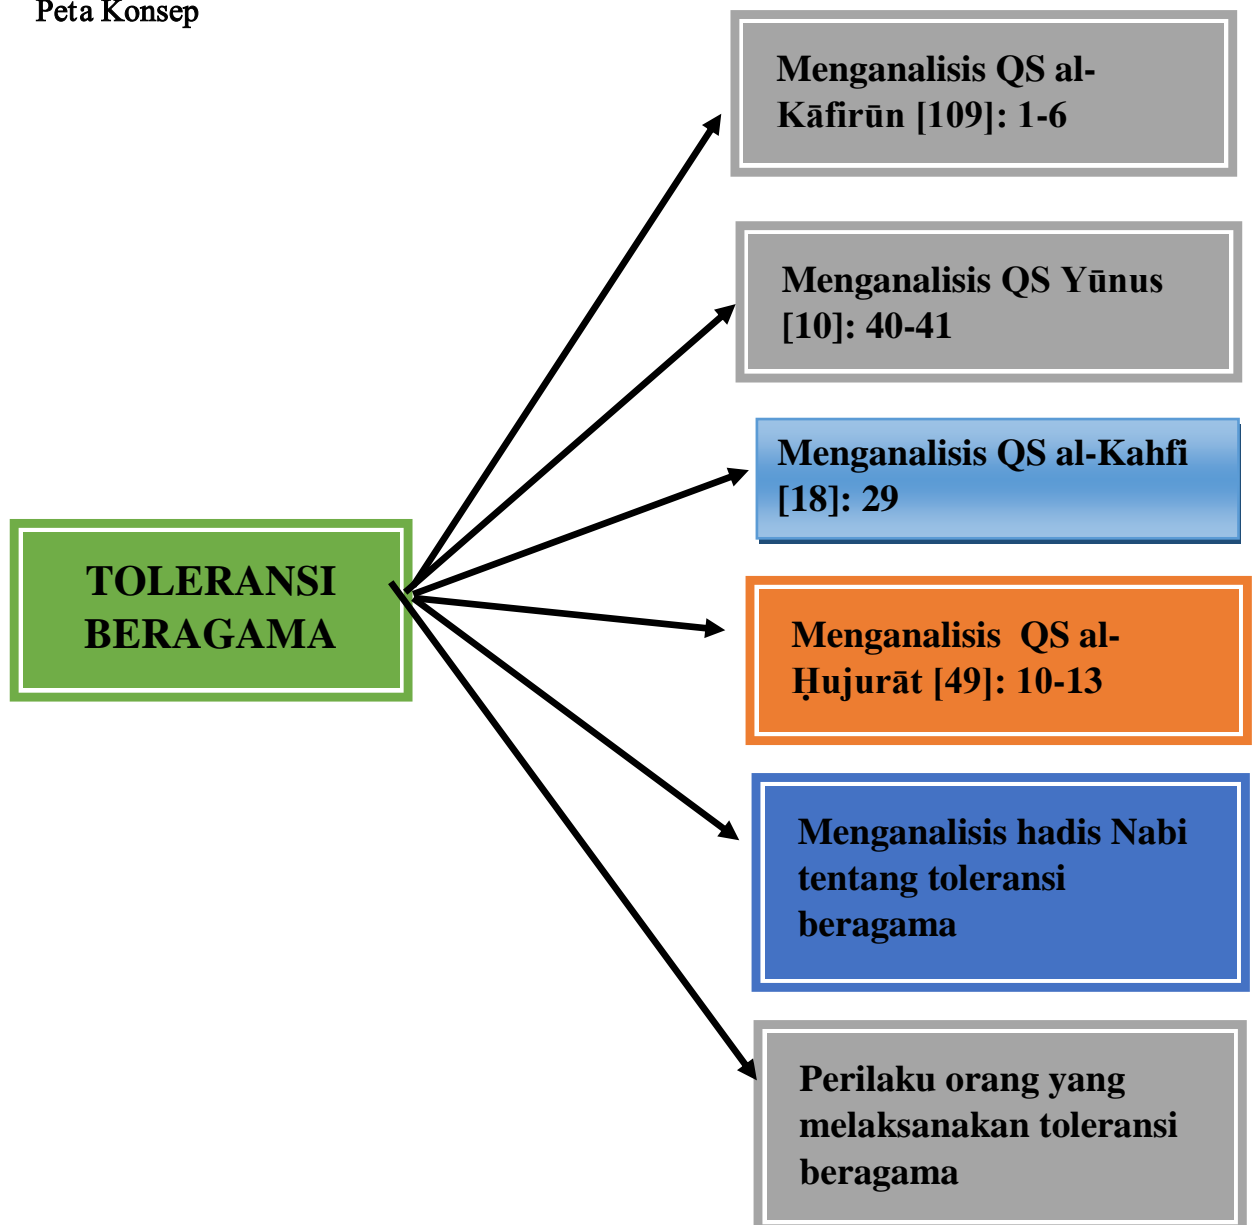 Peta Konsep
Menganalisis QS al-
Kāfirūn [109]: 1-6
Menganalisis QS Yūnus
[10]: 40-41
Menganalisis QS al-Kahfi
[18]: 29
TOLERANSI
BERAGAMA
Menganalisis QS al-
Ḥujurāt [49]: 10-13
Menganalisis hadis Nabi
tentang toleransi
beragama
Perilaku orang yang
melaksanakan toleransi
beragama